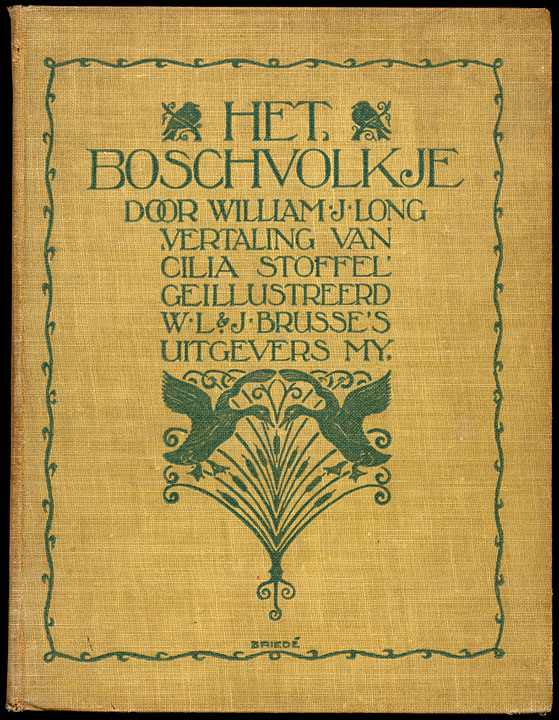 HET
BOSCHVOLKJE
DOOR WILLIAM·J·LONG
VERTALING VAN
CILIA STOFFEL
GEILLUSTREERD
W·L·&·J·BRUSSE'S
UITGEVERS MY.
BRIEDÉ